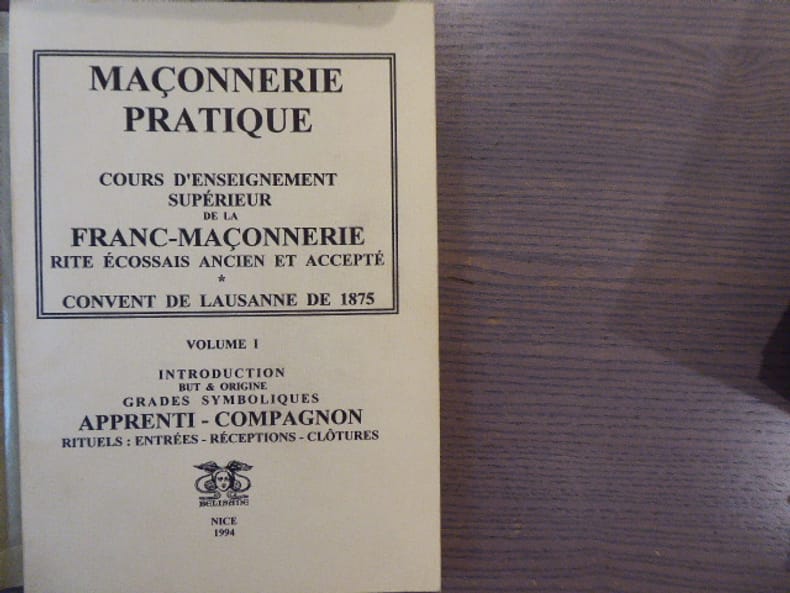 MAÇONNERIE
PRATIQUE
COURS D'ENSEIGNEMENT
SUPÉRIEUR
DE LA
FRANC-MAÇONNERIE
RITE ÉCOSSAIS ANCIEN ET ACCEPTÉ
*
CONVENT DE LAUSANNE DE 1875
VOLUME I
INTRODUCTION
BUT & ORIGINE
GRADES SYMBOLIQUES
APPRENTI - COMPAGNON
RITUELS : ENTRÉES - RÉCEPTIONS - CLÔTURES
BELISANE
NICE
1994